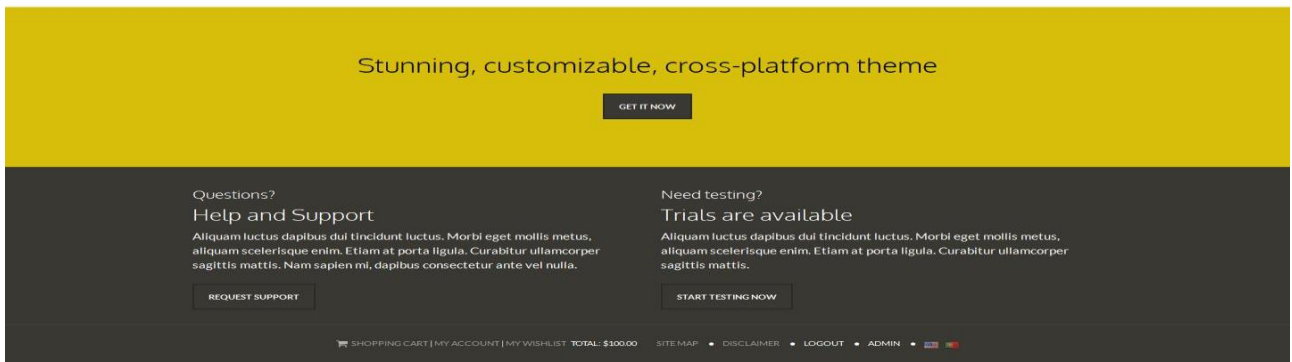 Stunning, customizable, cross-platform theme
GET IT NOW
Questions?
Help and Support
Aliquam luctus dapibus dui tincidunt luctus. Morbi eget mollis metus,
aliquam scelerisque enim. Etiam at porta ligula. Curabitur ullamcorper
sagittis mattis. Nam sapien mi, dapibus consectetur ante vel nulla.
REQUEST SUPPORT
Need testing?
Trials are available
Aliquam luctus dapibus dui tincidunt luctus. Morbi eget mollis metus,
aliquam scelerisque enim. Etiam at porta ligula. Curabitur ullamcorper
sagittis mattis.
START TESTING NOW
SHOPPING CART | MY ACCOUNT | MY WISHLIST TOTAL: $100.00 SITE MAP • DISCLAIMER • LOGOUT • ADMIN •